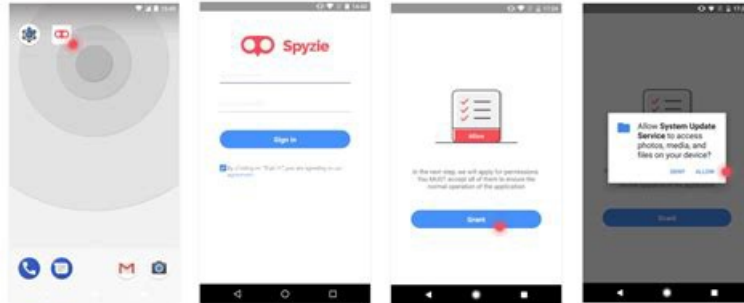 Spyzie
Sign in
Allow
In the next step, we will apply for permissions
You MUST accept all of them to ensure the
normal operation of the application
Grant
Allow System Update
Service to access
photos, media, and
files on your device?
DENY ALLOW
Grant